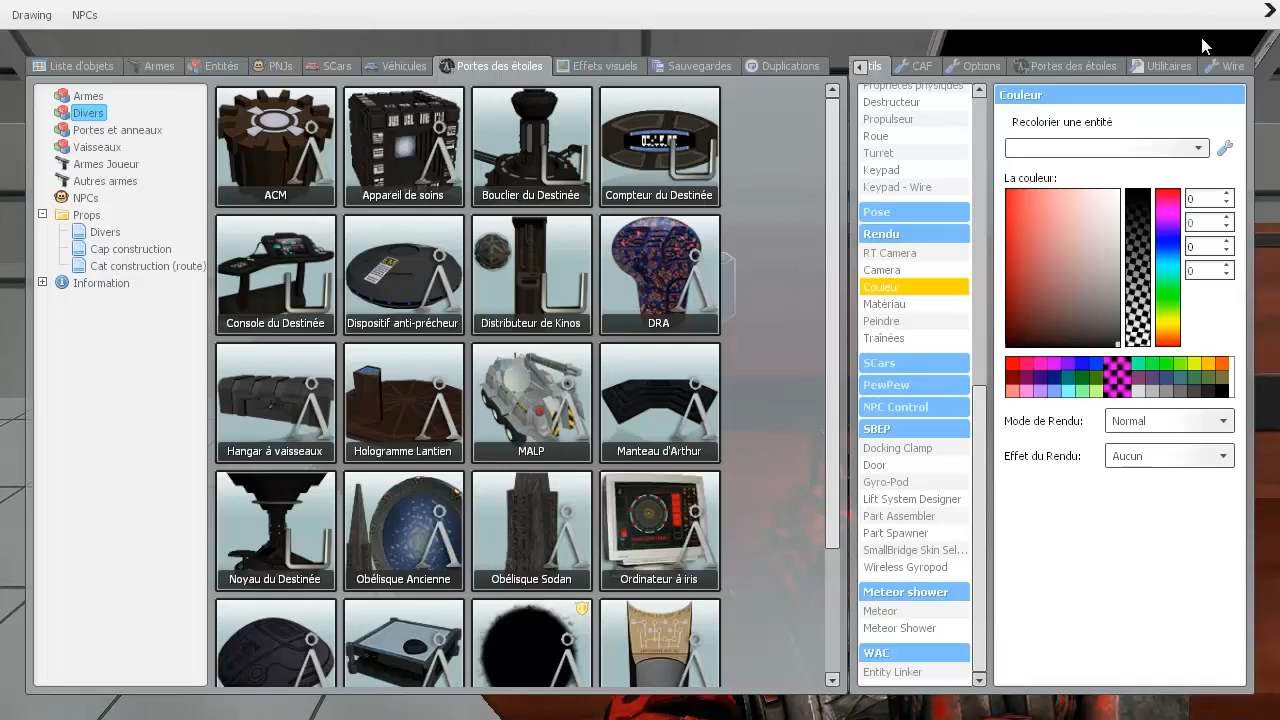 Drawing NPCs
Liste d'objets Armes Entités PNJs SCars Véhicules Portes des étoiles Effets visuels Sauvegardes Duplications
tils CAF Options Portes des étoiles Utilitaires Wire
Armes
Divers
Portes et anneaux
Vaisseaux
Armes Joueur
Autres armes
NPCs
Props
Divers
Cap construction
Cat construction (route)
Information
ACM
Appareil de soins
Bouclier du Destinée
Compteur du Destinée
Console du Destinée
Dispositif anti-prêcheur
Distributeur de Kinos
DRA
Hangar à vaisseaux
Hologramme Lantien
MALP
Manteau d'Arthur
Noyau du Destinée
Obélisque Ancienne
Obélisque Sodan
Ordinateur à iris
Propriétés physiques
Destructeur
Propulseur
Roue
Turret
Keypad
Keypad - Wire
Pose
Rendu
RT Camera
Camera
Couleur
Matériau
Peindre
Traînées
SCars
PewPew
NPC Control
SBEP
Docking Clamp
Door
Gyro-Pod
Lift System Designer
Part Assembler
Part Spawner
SmallBridge Skin Sel...
Wireless Gyropod
Meteor shower
Meteor
Meteor Shower
WAC
Entity Linker
Couleur
Recolorier une entité
La couleur:
0
0
0
0
Mode de Rendu: Normal
Effet du Rendu: Aucun